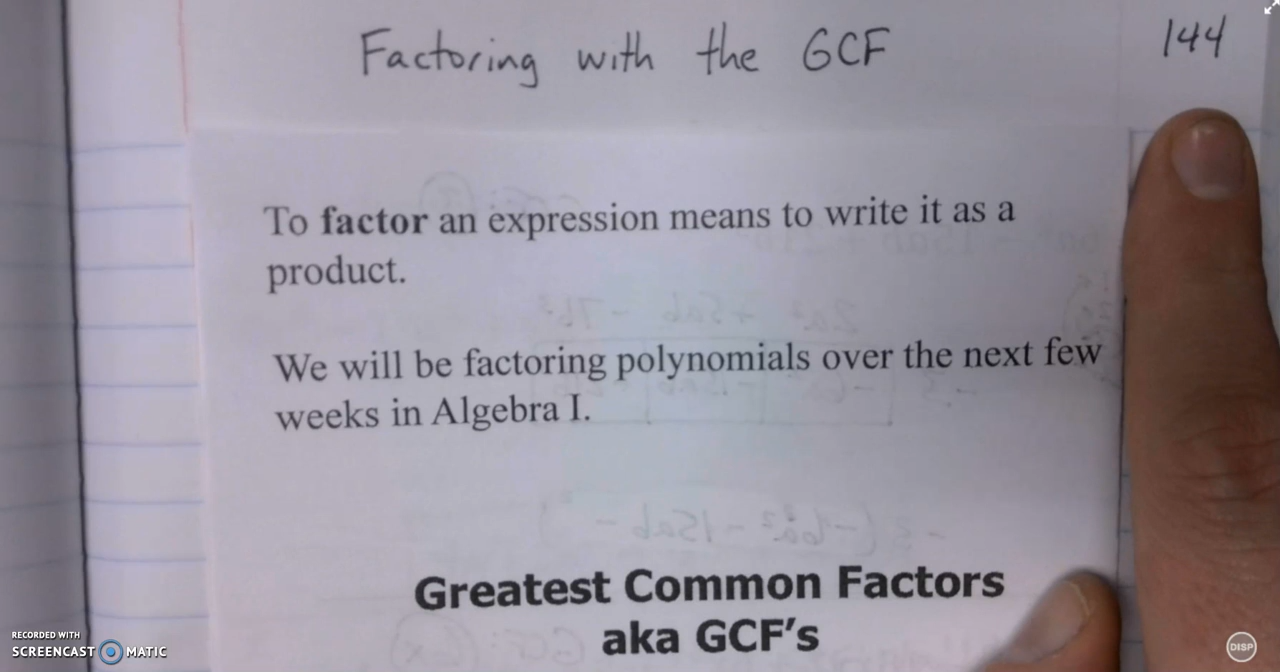 Factoring with the GCF
144
To factor an expression means to write it as a
product.
We will be factoring polynomials over the next few
weeks in Algebra I.
Greatest Common Factors
aka GCF's
RECORDED WITH
SCREENCAST MATIC
DISP